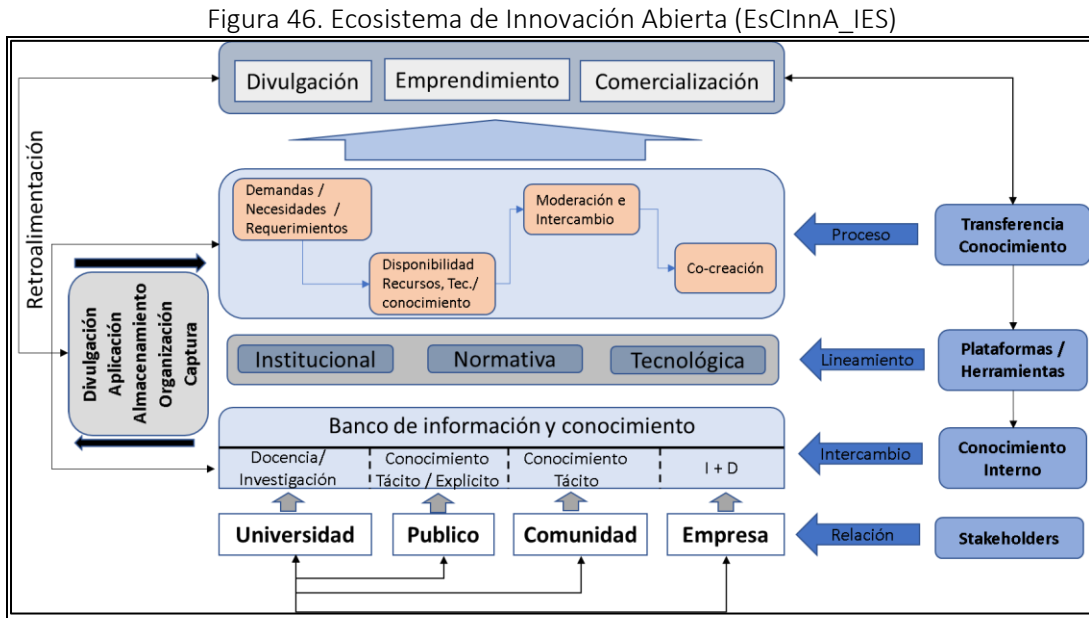 Figura 46. Ecosistema de Innovación Abierta (EsCInnA_IES)
Divulgación
Emprendimiento
Comercialización
Retroalimentación
Demandas /
Necesidades /
Requerimientos
Disponibilidad
Recursos, Tec./
conocimiento
Moderación e
Intercambio
Co-creación
Proceso
Transferencia
Conocimiento
Divulgación
Aplicación
Almacenamiento
Organización
Captura
Institucional
Normativa
Tecnológica
Lineamiento
Plataformas /
Herramientas
Banco de información y conocimiento
Docencia/
Investigación
Conocimiento
Tácito / Explicito
Conocimiento
Tácito
I + D
Intercambio
Conocimiento
Interno
Universidad
Publico
Comunidad
Empresa
Relación
Stakeholders